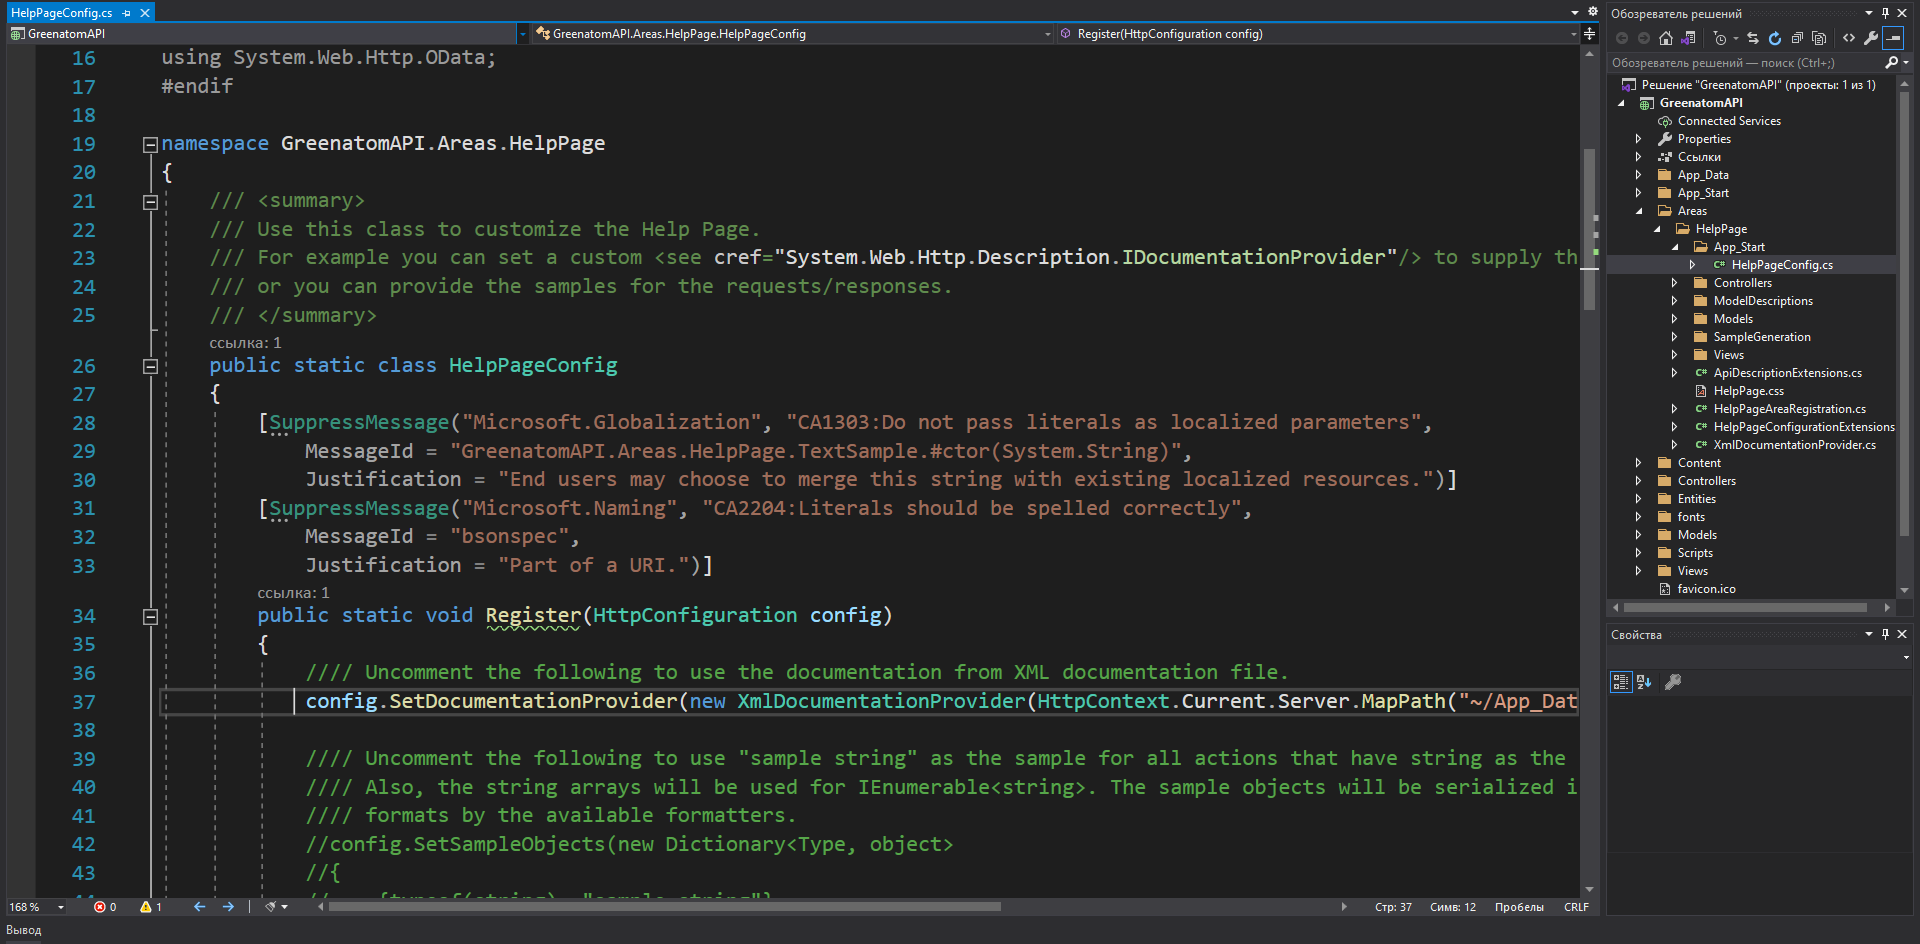 HelpPageConfig.cs
GreenatomAPI
GreenatomAPI.Areas.HelpPage.HelpPageConfig
Register(HttpConfiguration config)
16 using System.Web.Http.OData;
17 #endif
18
19 namespace GreenatomAPI.Areas.HelpPage
20 {
21 /// <summary>
22 /// Use this class to customize the Help Page.
23 /// For example you can set a custom <see cref="System.Web.Http.Description.IDocumentationProvider"/> to supply th
24 /// or you can provide the samples for the requests/responses.
25 /// </summary>
ссылка: 1
26 public static class HelpPageConfig
27 {
28 [SuppressMessage("Microsoft.Globalization", "CA1303:Do not pass literals as localized parameters",
29 MessageId = "GreenatomAPI.Areas.HelpPage.TextSample.#ctor(System.String)",
30 Justification = "End users may choose to merge this string with existing localized resources.")]
31 [SuppressMessage("Microsoft.Naming", "CA2204:Literals should be spelled correctly",
32 MessageId = "bsonspec",
33 Justification = "Part of a URI.")]
ссылка: 1
34 public static void Register(HttpConfiguration config)
35 {
36 //// Uncomment the following to use the documentation from XML documentation file.
37 config.SetDocumentationProvider(new XmlDocumentationProvider(HttpContext.Current.Server.MapPath("~/App_Dat
38
39 //// Uncomment the following to use "sample string" as the sample for all actions that have string as the
40 //// Also, the string arrays will be used for IEnumerable<string>. The sample objects will be serialized i
41 //// formats by the available formatters.
42 //config.SetSampleObjects(new Dictionary<Type, object>
43 //{
168 %
0
1
Стр: 37
Симв: 12
Пробелы
CRLF
Вывод
Обозреватель решений
Обозреватель решений — поиск (Ctrl+;)
Решение "GreenatomAPI" (проекты: 1 из 1)
GreenatomAPI
Connected Services
Properties
Ссылки
App_Data
App_Start
Areas
HelpPage
App_Start
C# HelpPageConfig.cs
Controllers
ModelDescriptions
Models
SampleGeneration
Views
C# ApiDescriptionExtensions.cs
HelpPage.css
C# HelpPageAreaRegistration.cs
C# HelpPageConfigurationExtensions
C# XmlDocumentationProvider.cs
Content
Controllers
Entities
fonts
Models
Scripts
Views
favicon.ico
Свойства